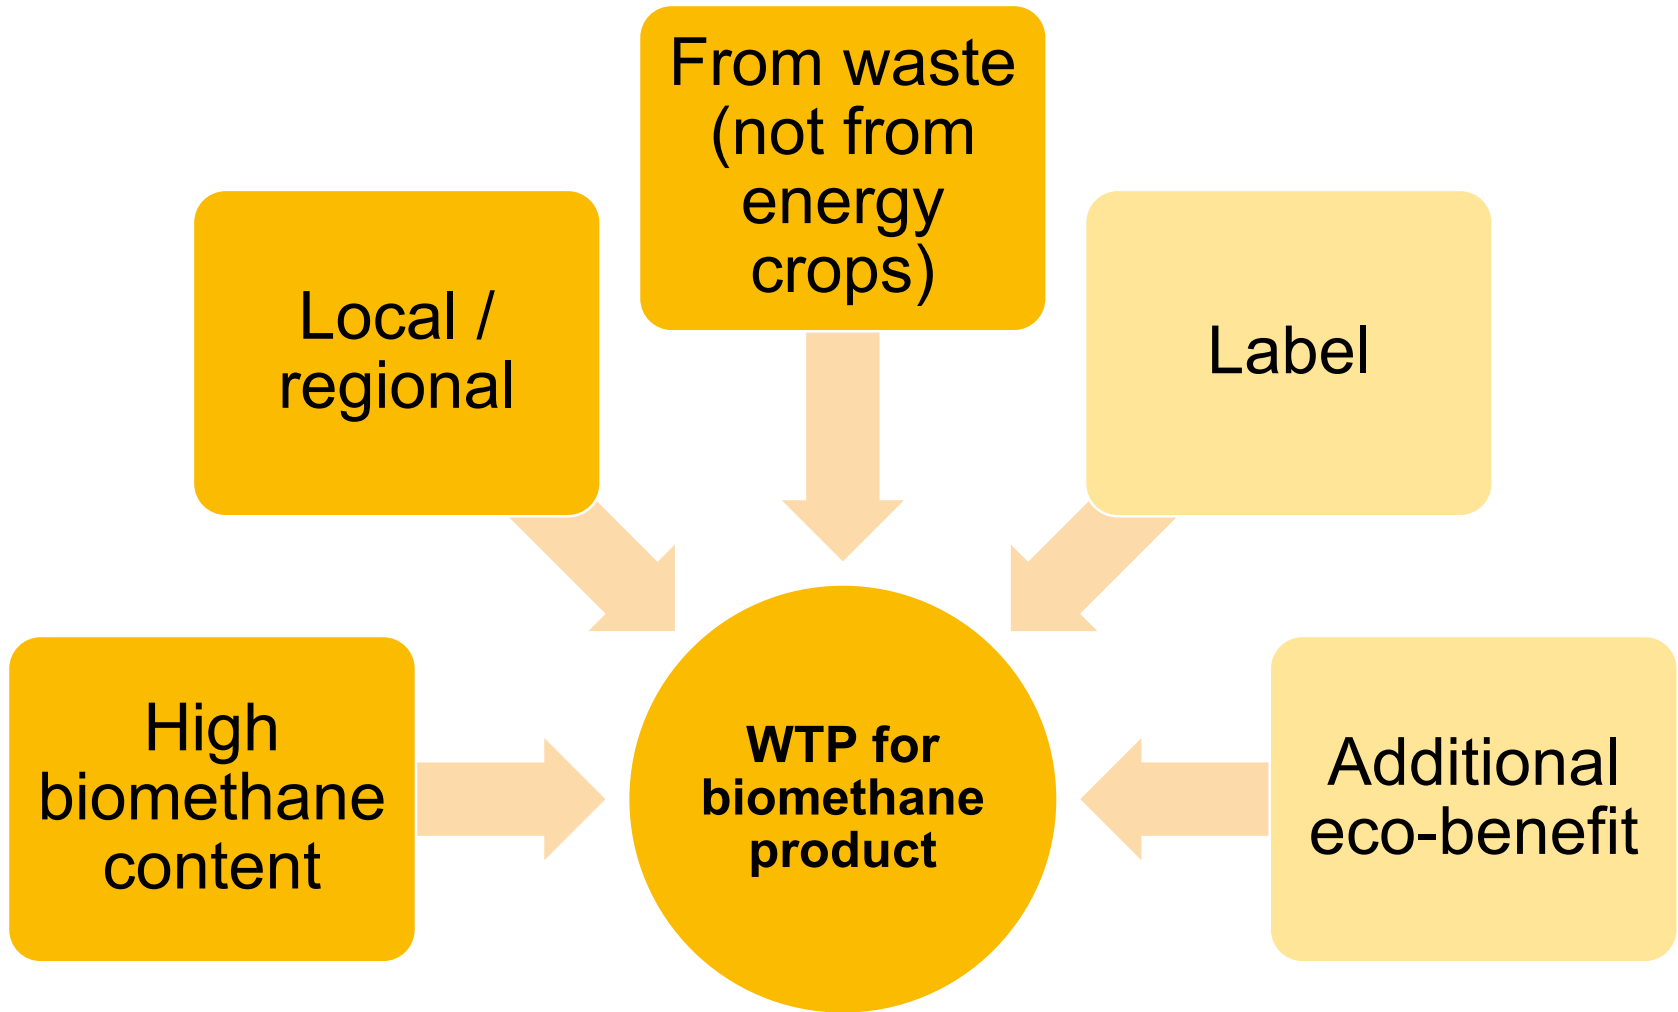 From waste
(not from
energy
crops)
Local /
regional
Label
High
biomethane
content
WTP for
biomethane
product
Additional
eco-benefit